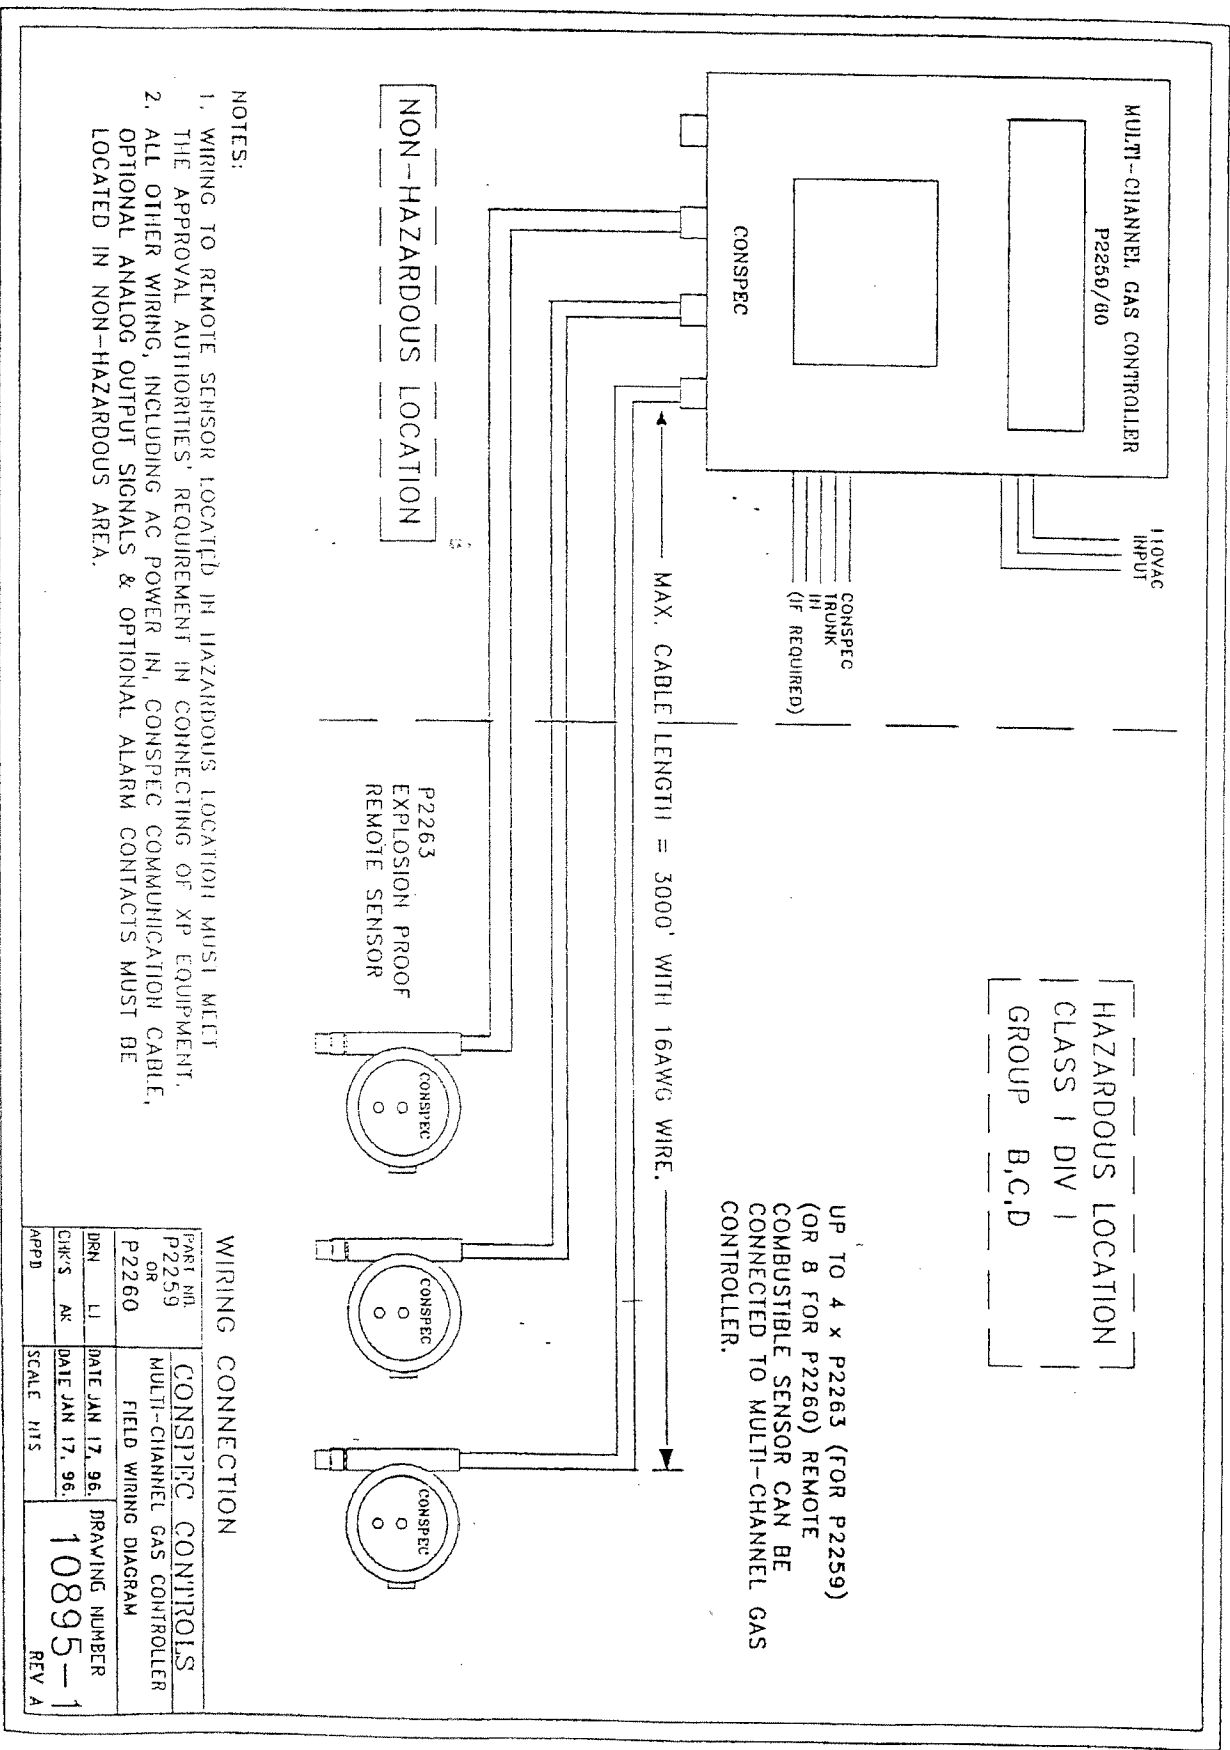 MULTI-CHANNEL GAS CONTROLLER
P2250/60
CONSPEC
110VAC
INPUT
CONSPEC
TRUNK
IN
(IF REQUIRED)
HAZARDOUS LOCATION
CLASS I DIV I
GROUP B,C,D
UP TO 4 x P2263 (FOR P2259)
(OR 8 FOR P2260) REMOTE
COMBUSTIBLE SENSOR CAN BE
CONNECTED TO MULTI-CHANNEL GAS
CONTROLLER.
MAX. CABLE LENGTH = 3000' WITH 16AWG WIRE.
NON-HAZARDOUS LOCATION
P2263
EXPLOSION PROOF
REMOTE SENSOR
CONSPEC
CONSPEC
CONSPEC
NOTES:
1. WIRING TO REMOTE SENSOR LOCATED IN HAZARDOUS LOCATION MUST MEET
THE APPROVAL AUTHORITIES' REQUIREMENT IN CONNECTING OF XP EQUIPMENT.
2. ALL OTHER WIRING, INCLUDING AC POWER IN, CONSPEC COMMUNICATION CABLE,
OPTIONAL ANALOG OUTPUT SIGNALS & OPTIONAL ALARM CONTACTS MUST BE
LOCATED IN NON-HAZARDOUS AREA.
WIRING CONNECTION
PART NO.
P2259
OR
P2260
CONSPEC CONTROLS
MULTI-CHANNEL GAS CONTROLLER
FIELD WIRING DIAGRAM
DRN LJ DATE JAN 17, 96.
CHK'S AK DATE JAN 17, 96.
APPD SCALE NTS
DRAWING NUMBER
10895-1
REV A